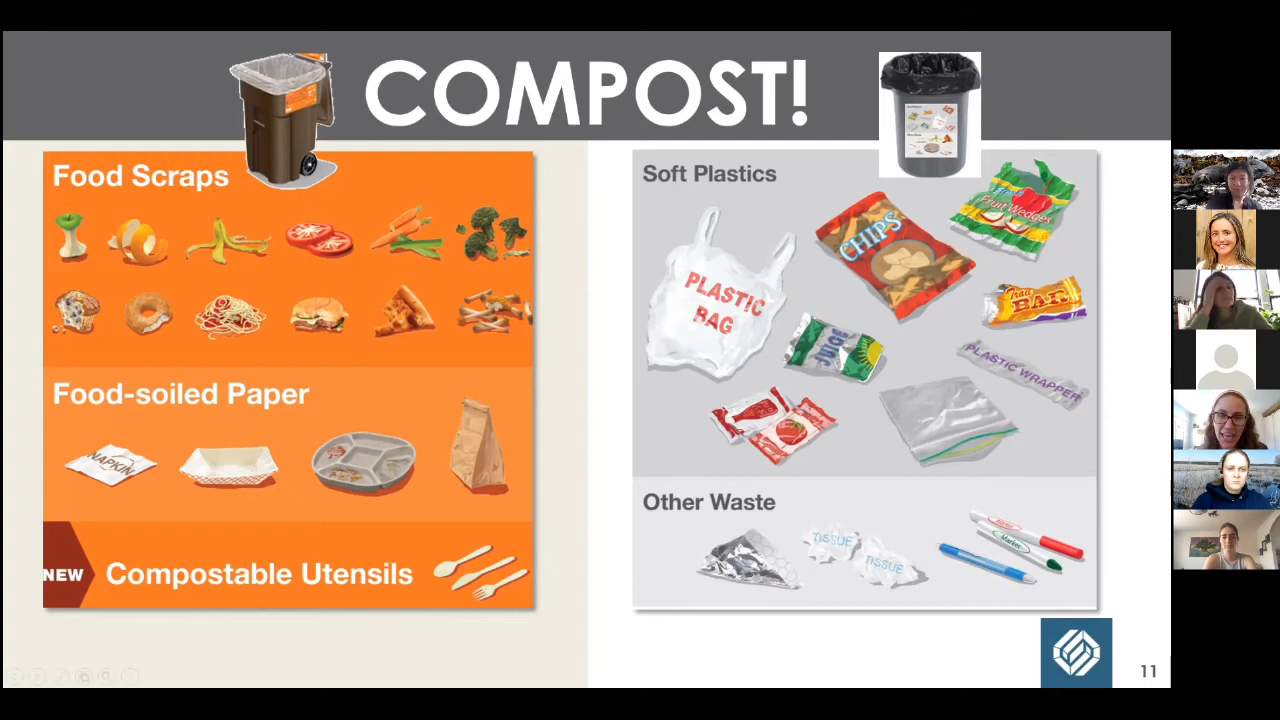 COMPOST!
Food Scraps
Food-soiled Paper
NAPKIN
NEW
Compostable Utensils
Soft Plastics
PLASTIC
BAG
CHIPS
Fruit Wedges
JUICE
BAR
PLASTIC WRAPPER
Other Waste
TISSUE
TISSUE
Marker
11